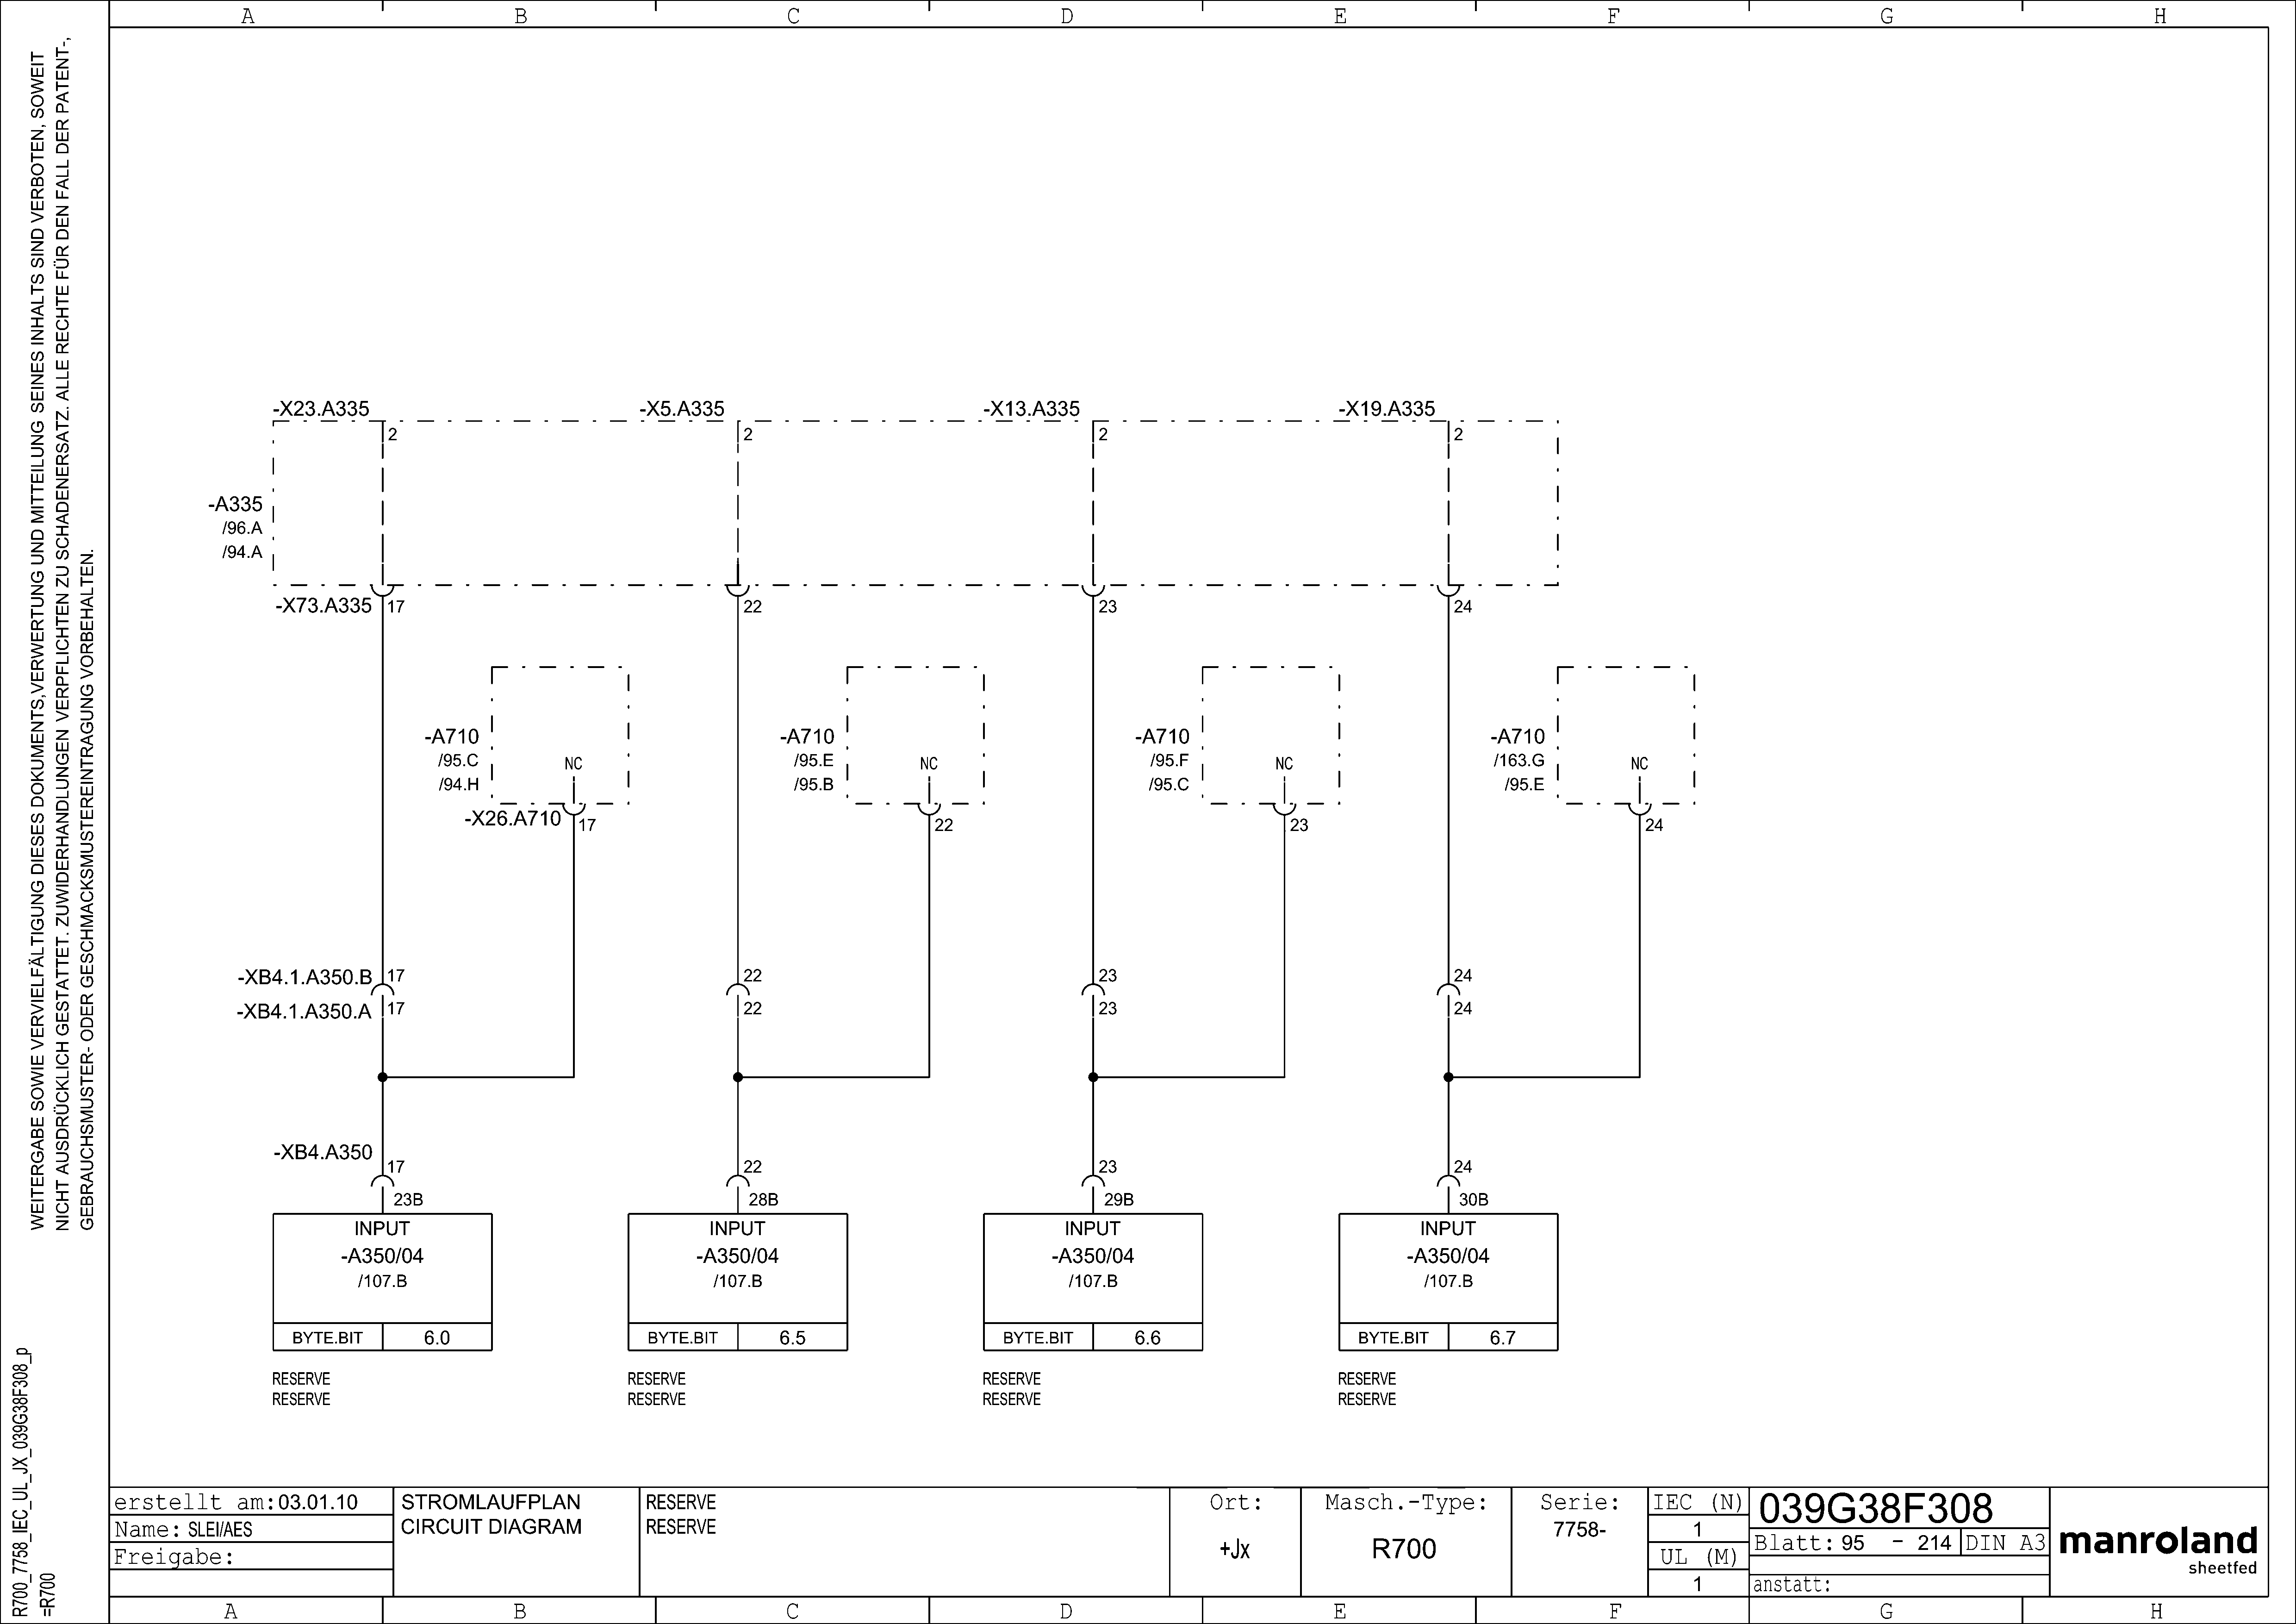 A B C D E F G H
WEITERGABE SOWIE VERVIELFÄLTIGUNG DIESES DOKUMENTS,VERWERTUNG UND MITTEILUNG SEINES INHALTS SIND VERBOTEN, SOWEIT
NICHT AUSDRÜCKLICH GESTATTET. ZUWIDERHANDLUNGEN VERPFLICHTEN ZU SCHADENERSATZ. ALLE RECHTE FÜR DEN FALL DER PATENT-,
GEBRAUCHSMUSTER- ODER GESCHMACKSMUSTEREINTRAGUNG VORBEHALTEN.
R700_7758_IEC_UL_JX_039G38F308_p
=R700
-X23.A335 -X5.A335 -X13.A335 -X19.A335
2 2 2 2
-A335
/96.A
/94.A
-X73.A335 17 22 23 24
-A710 -A710 -A710 -A710
/95.C NC /95.E NC /95.F NC /163.G NC
/94.H /95.B /95.C /95.E
-X26.A710 17 22 23 24
-XB4.1.A350.B 17 22 23 24
-XB4.1.A350.A 17 22 23 24
-XB4.A350
17 22 23 24
23B 28B 29B 30B
INPUT INPUT INPUT INPUT
-A350/04 -A350/04 -A350/04 -A350/04
/107.B /107.B /107.B /107.B
BYTE.BIT 6.0 BYTE.BIT 6.5 BYTE.BIT 6.6 BYTE.BIT 6.7
RESERVE RESERVE RESERVE RESERVE
RESERVE RESERVE RESERVE RESERVE
erstellt am: 03.01.10
Name: SLEI/AES
Freigabe:
STROMLAUFPLAN
CIRCUIT DIAGRAM
RESERVE
RESERVE
Ort:
+Jx
Masch.-Type:
R700
Serie:
7758-
IEC (N)
1
UL (M)
1
039G38F308
Blatt: 95 - 214 DIN A3
anstatt:
manroland
sheetfed
A B C D E F G H